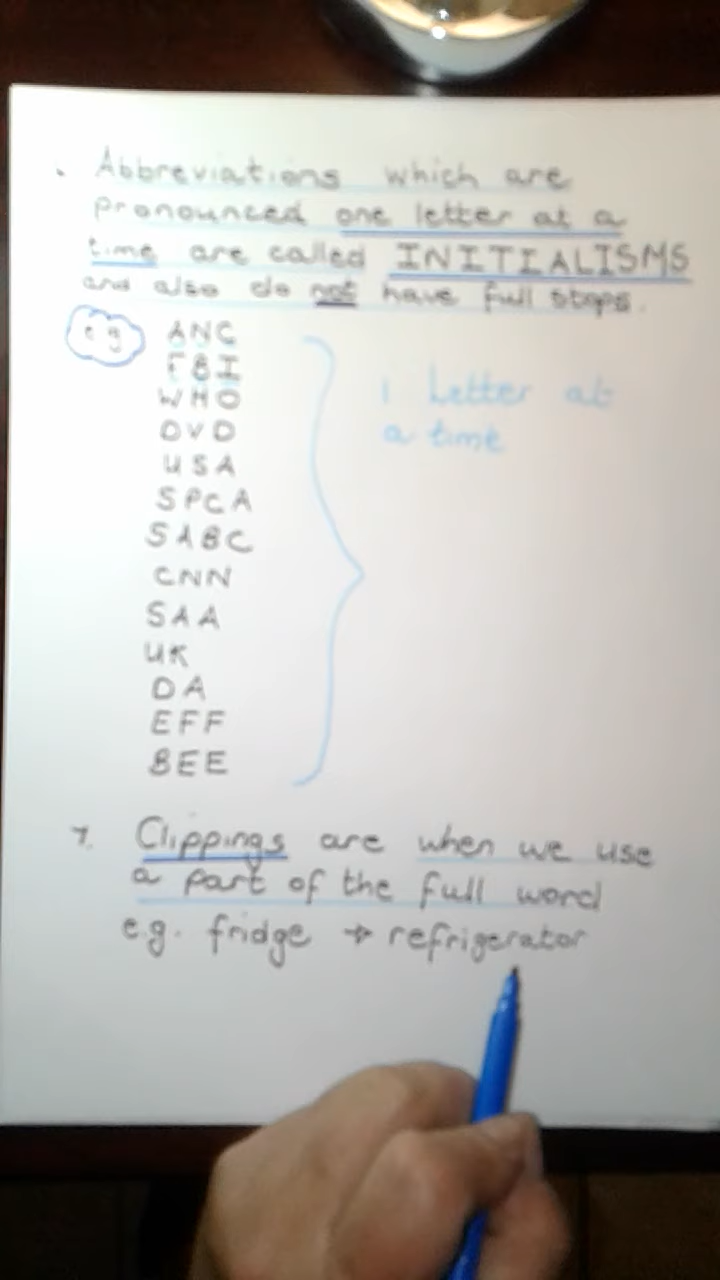 Abbreviations which are
pronounced one letter at a
time are called INITIALISMS
and also do not have full stops.
e.g ANC
FBI
WHO
DVD
USA
SPCA
SABC
CNN
SAA
UK
DA
EFF
BEE
1 Letter at
a time
7. Clippings are when we use
a part of the full word
e.g. fridge → refrigerator